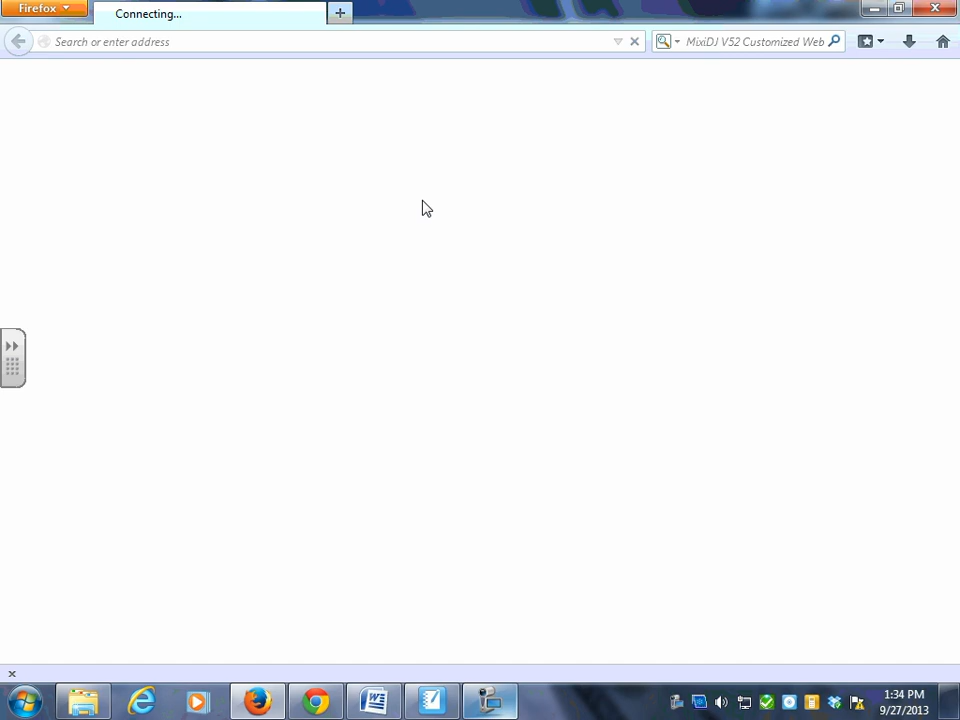 Firefox
Connecting...
Search or enter address
MixiDJ V52 Customized Web
1:34 PM
9/27/2013